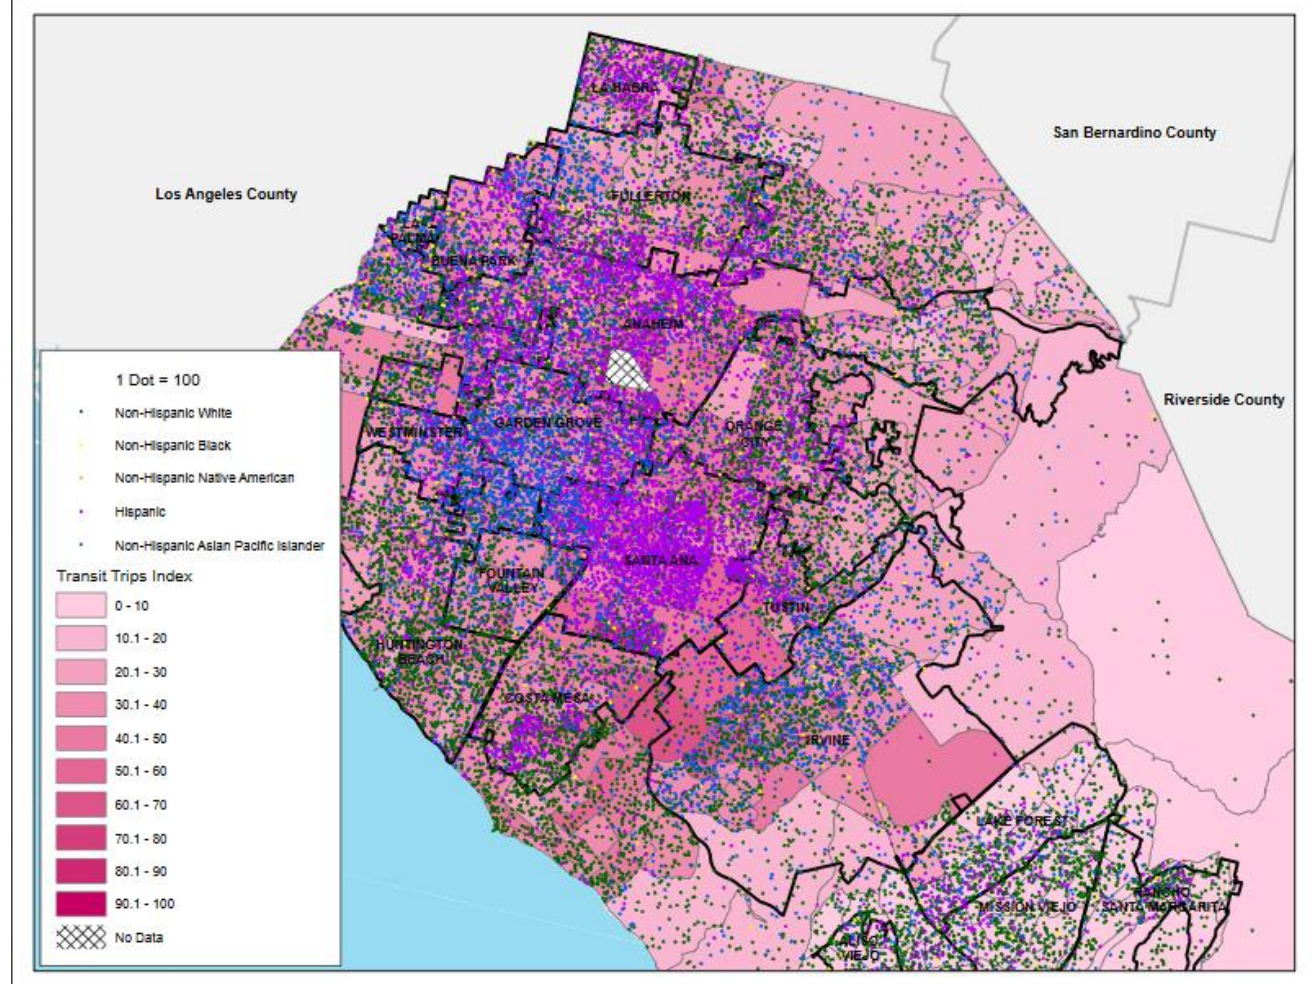 San Bernardino County
Los Angeles County
Riverside County
LA HABRA
FULLERTON
LA
PALMA
BUENA PARK
ANAHEIM
WESTMINSTER
GARDEN GROVE
ORANGE
CITY
SANTA ANA
FOUNTAIN
VALLEY
TUSTIN
HUNTINGTON
BEACH
COSTA MESA
IRVINE
LAKE FOREST
MISSION VIEJO
RANCHO
SANTA MARGARITA
ALISO
VIEJO
1 Dot = 100
Non-Hispanic White
Non-Hispanic Black
Non-Hispanic Native American
Hispanic
Non-Hispanic Asian Pacific Islander
Transit Trips Index
0 - 10
10.1 - 20
20.1 - 30
30.1 - 40
40.1 - 50
50.1 - 60
60.1 - 70
70.1 - 80
80.1 - 90
90.1 - 100
No Data